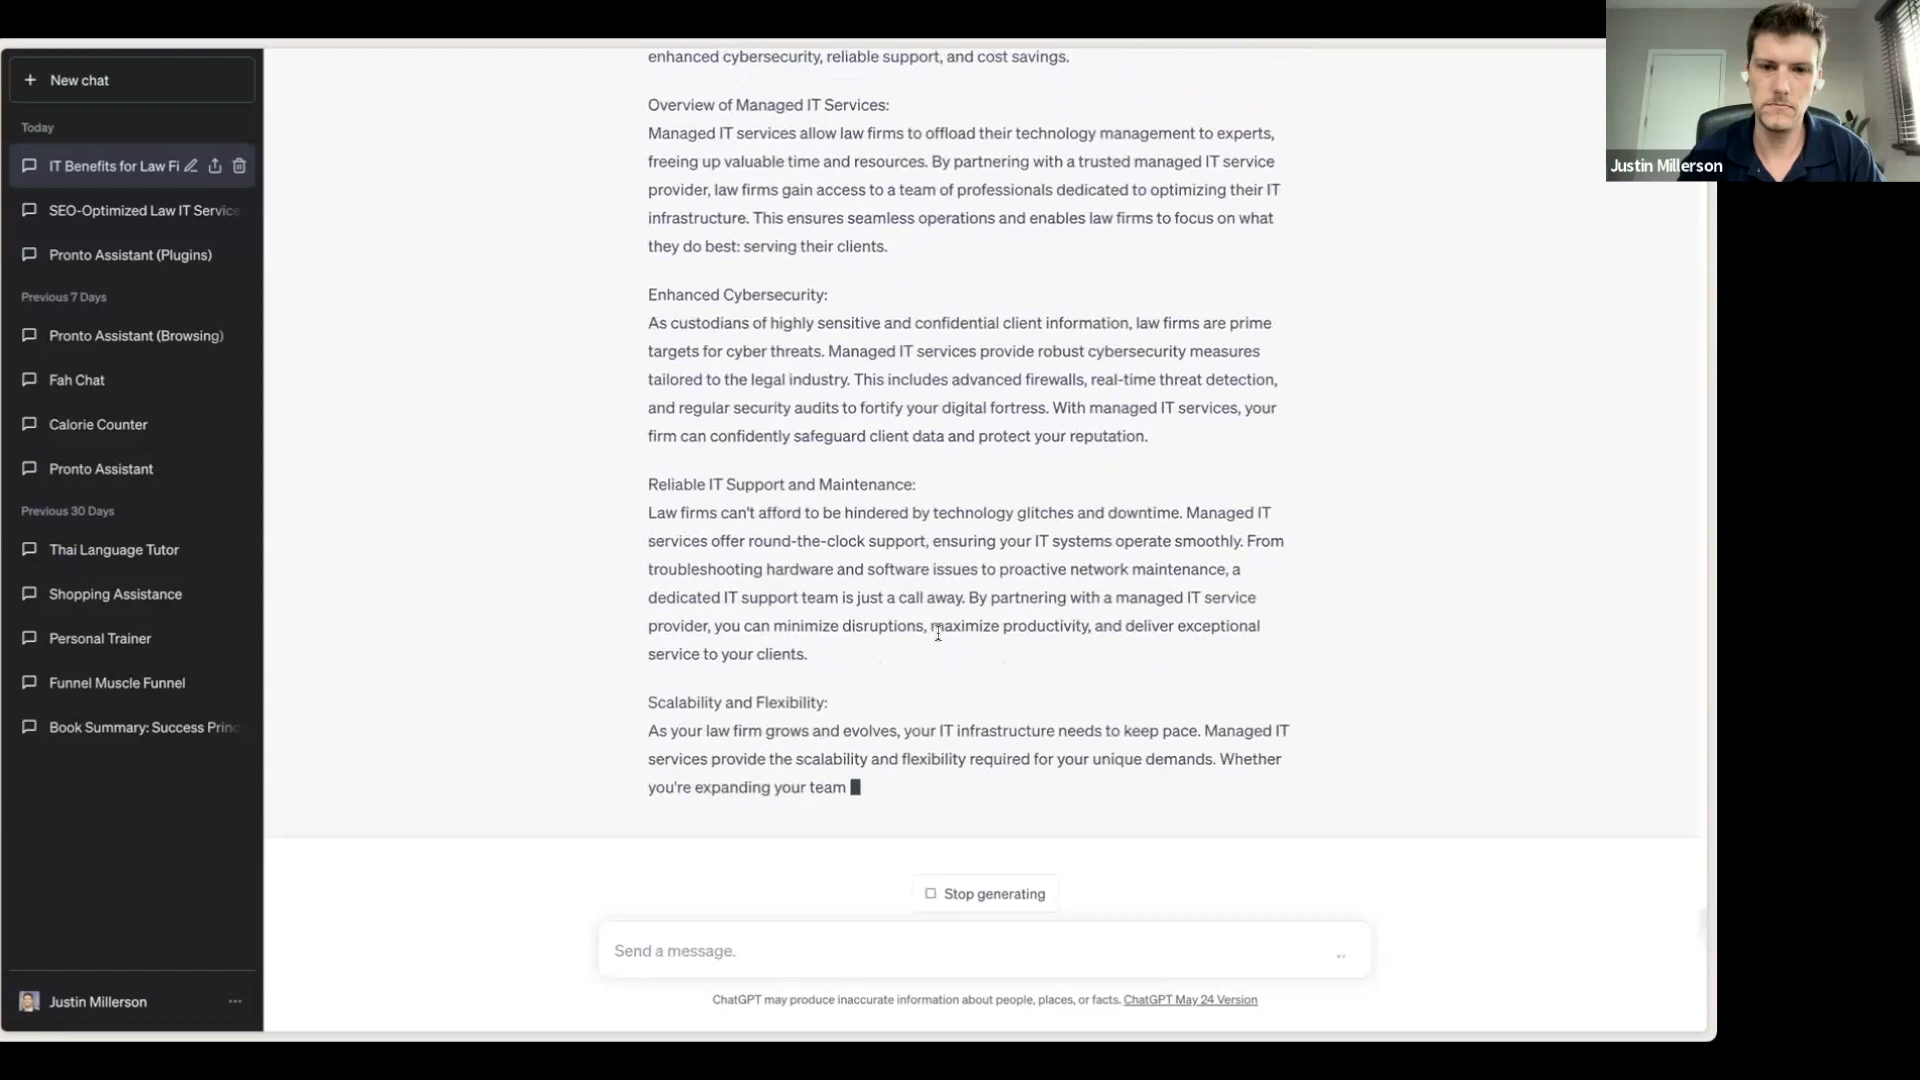 New chat
Today
IT Benefits for Law Fi
SEO-Optimized Law IT Service
Pronto Assistant (Plugins)
Previous 7 Days
Pronto Assistant (Browsing)
Fah Chat
Calorie Counter
Pronto Assistant
Previous 30 Days
Thai Language Tutor
Shopping Assistance
Personal Trainer
Funnel Muscle Funnel
Book Summary: Success Princ
Justin Millerson
enhanced cybersecurity, reliable support, and cost savings.
Overview of Managed IT Services:
Managed IT services allow law firms to offload their technology management to experts,
freeing up valuable time and resources. By partnering with a trusted managed IT service
provider, law firms gain access to a team of professionals dedicated to optimizing their IT
infrastructure. This ensures seamless operations and enables law firms to focus on what
they do best: serving their clients.
Enhanced Cybersecurity:
As custodians of highly sensitive and confidential client information, law firms are prime
targets for cyber threats. Managed IT services provide robust cybersecurity measures
tailored to the legal industry. This includes advanced firewalls, real-time threat detection,
and regular security audits to fortify your digital fortress. With managed IT services, your
firm can confidently safeguard client data and protect your reputation.
Reliable IT Support and Maintenance:
Law firms can't afford to be hindered by technology glitches and downtime. Managed IT
services offer round-the-clock support, ensuring your IT systems operate smoothly. From
troubleshooting hardware and software issues to proactive network maintenance, a
dedicated IT support team is just a call away. By partnering with a managed IT service
provider, you can minimize disruptions, maximize productivity, and deliver exceptional
service to your clients.
Scalability and Flexibility:
As your law firm grows and evolves, your IT infrastructure needs to keep pace. Managed IT
services provide the scalability and flexibility required for your unique demands. Whether
you're expanding your team
Stop generating
Send a message.
ChatGPT may produce inaccurate information about people, places, or facts. ChatGPT May 24 Version
Justin Millerson